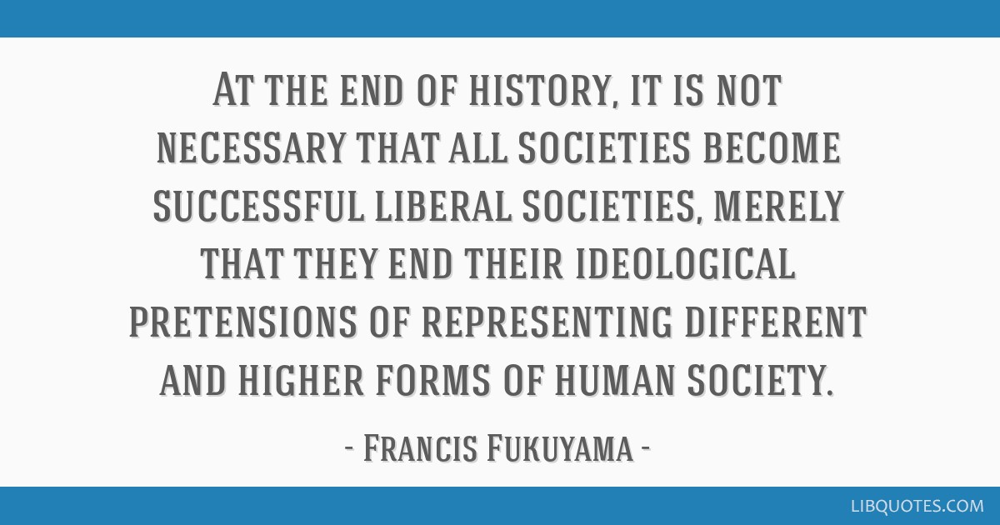 At the end of history, it is not
necessary that all societies become
successful liberal societies, merely
that they end their ideological
pretensions of representing different
and higher forms of human society.
- Francis Fukuyama -
LIBQUOTES.COM